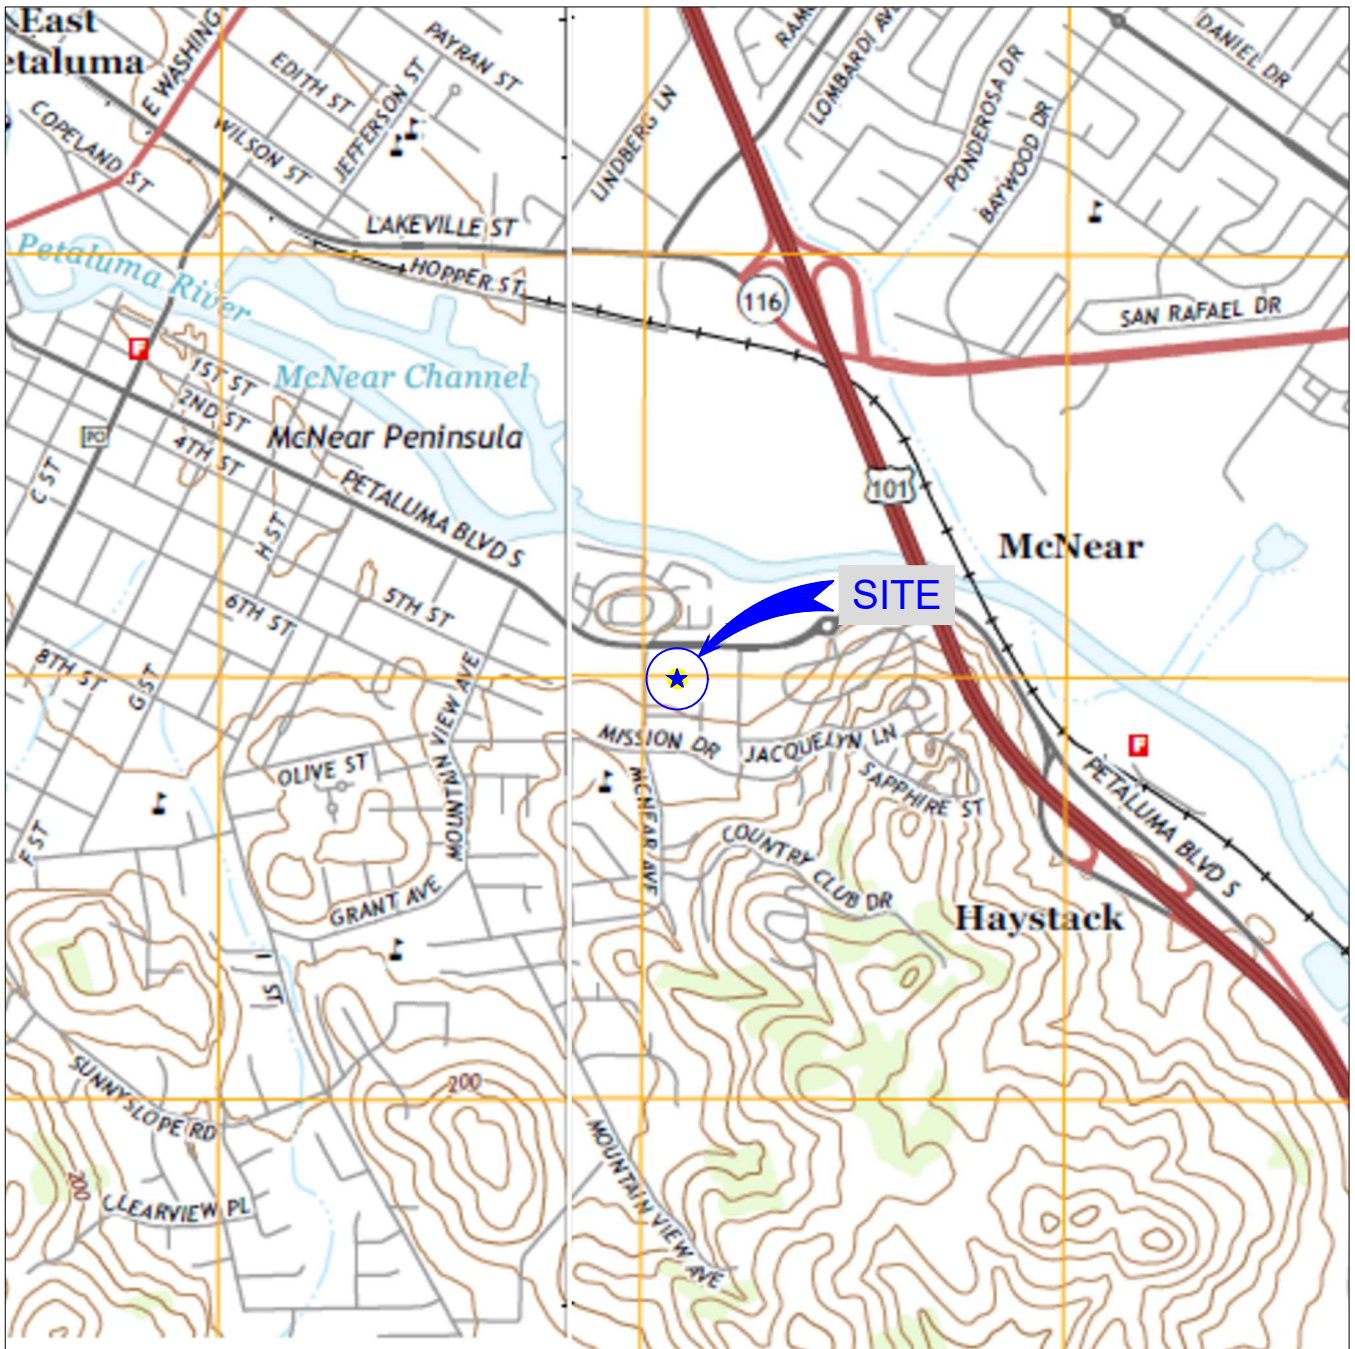 East
etaluma
E WASHING
PAYRAN ST
EDITH ST
JEFFERSON ST
COPELAND ST
WILSON ST
LINDBERG LN
LOMBARDI AV
PONDEROSA DR
BAYWOOD DR
DANIEL DR
LAKEVILLE ST
Petaluma River
HOPPER ST
116
SAN RAFAEL DR
F
1ST ST
McNear Channel
2ND ST
PO
4TH ST
McNear Peninsula
C ST
PETALUMA BLVD S
101
H ST
McNear
5TH ST
6TH ST
SITE
8TH ST
G ST
MOUNTAIN VIEW AVE
MISSION DR
JACQUELYN LN
F
OLIVE ST
MCNEAR AVE
SAPPHIRE ST
PETALUMA BLVD S
F ST
COUNTRY CLUB DR
GRANT AVE
Haystack
I ST
SUNNYSLOPE RD
200
200
CLEARVIEW PL
MOUNTAIN VIEW AVE